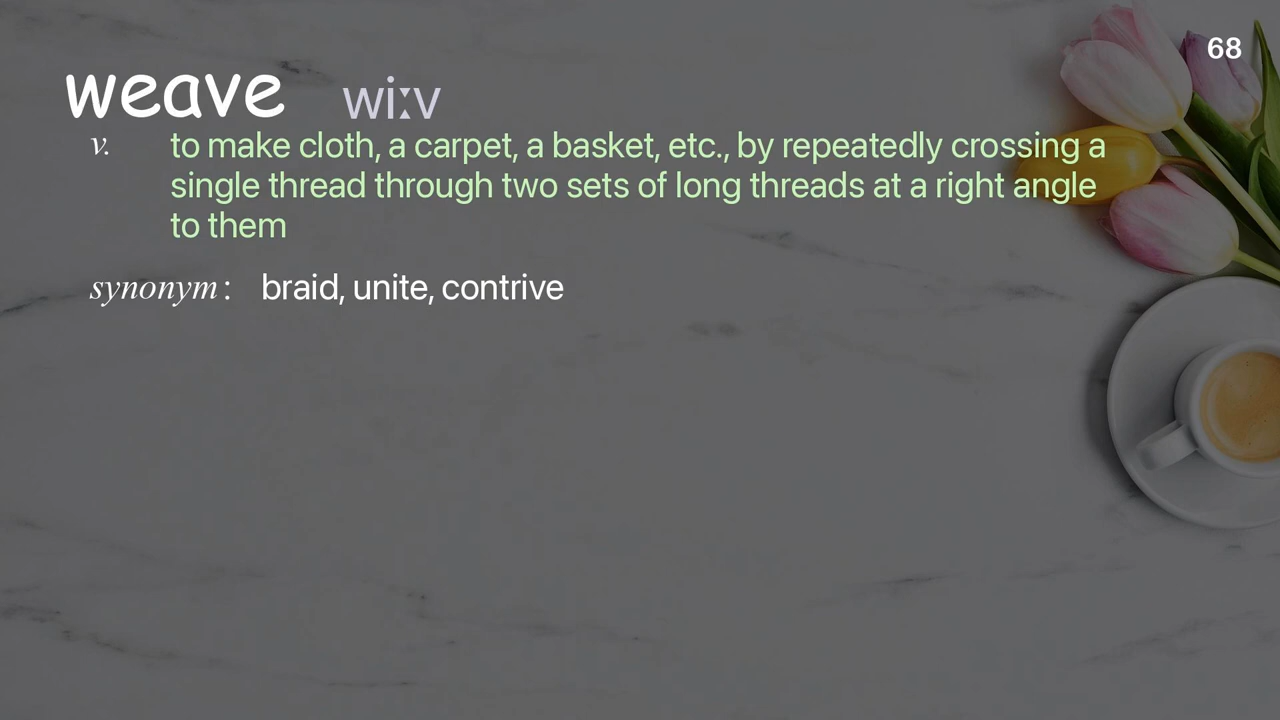 68
weave wiːv
v. to make cloth, a carpet, a basket, etc., by repeatedly crossing a
single thread through two sets of long threads at a right angle
to them
synonym: braid, unite, contrive